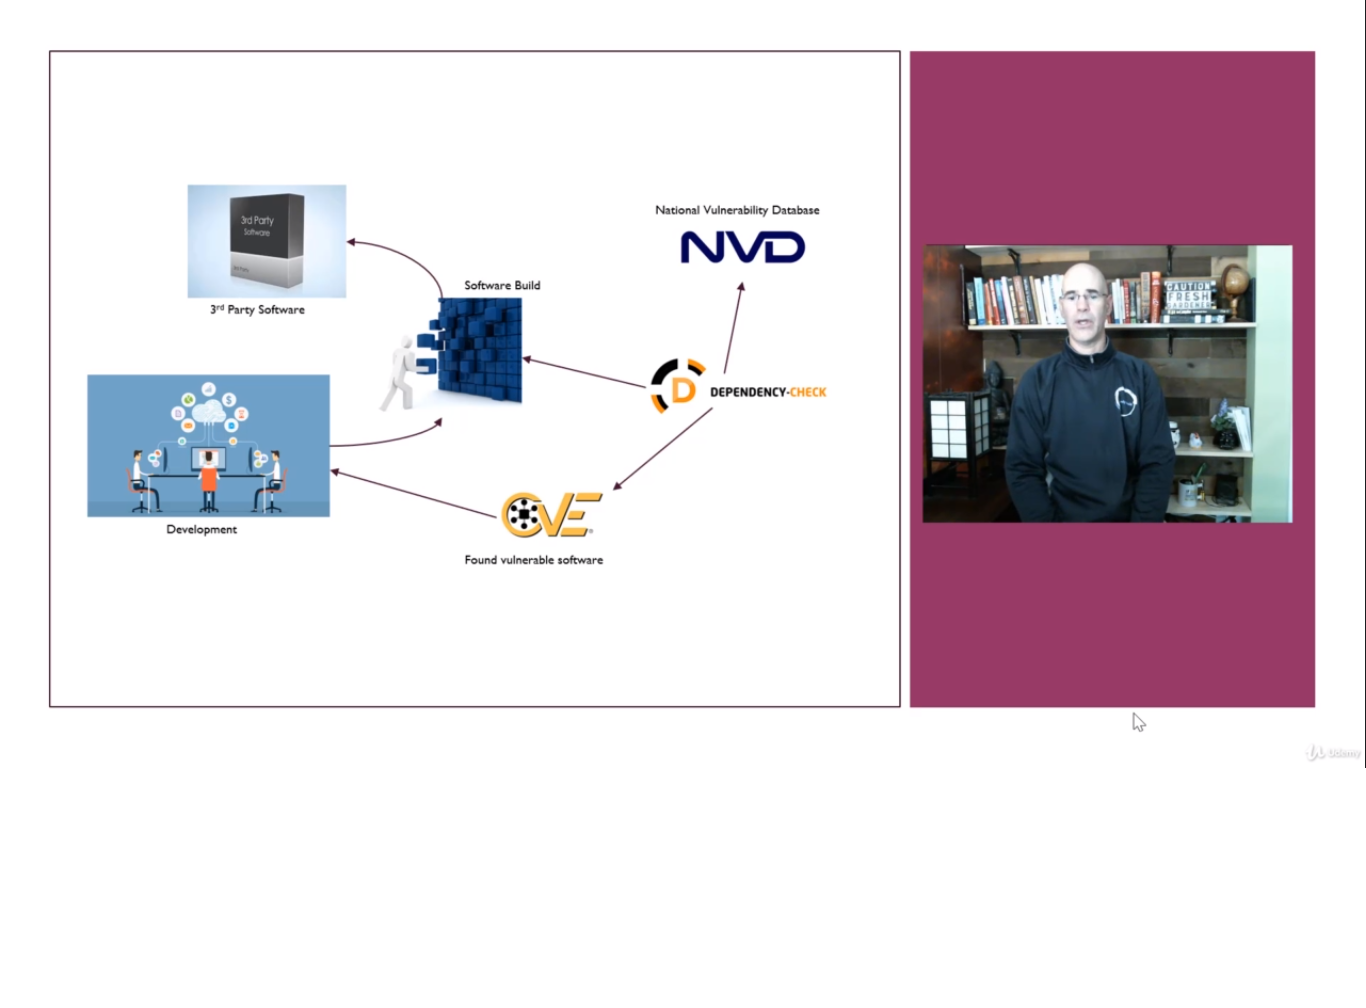 3rd Party
Software
3rd Party Software
Software Build
National Vulnerability Database
NVD
D DEPENDENCY-CHECK
Development
CVE
Found vulnerable software
CAUTION
FRESH
GARDENER
Udemy